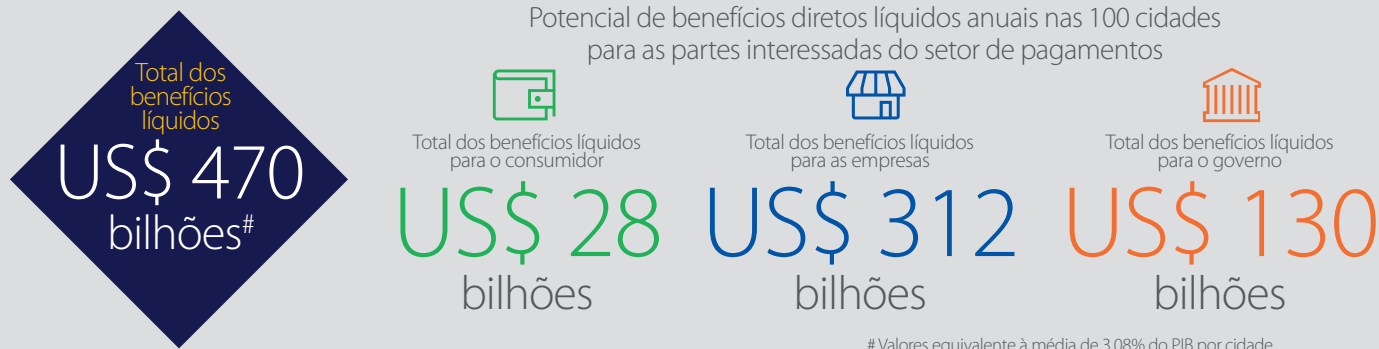 Potencial de benefícios diretos líquidos anuais nas 100 cidades
para as partes interessadas do setor de pagamentos
Total dos
benefícios
líquidos
US$ 470
bilhões#
Total dos benefícios líquidos
para o consumidor
US$ 28
bilhões
Total dos benefícios líquidos
para as empresas
US$ 312
bilhões
Total dos benefícios líquidos
para o governo
US$ 130
bilhões
# Valores equivalente à média de 3,08% do PIB por cidade